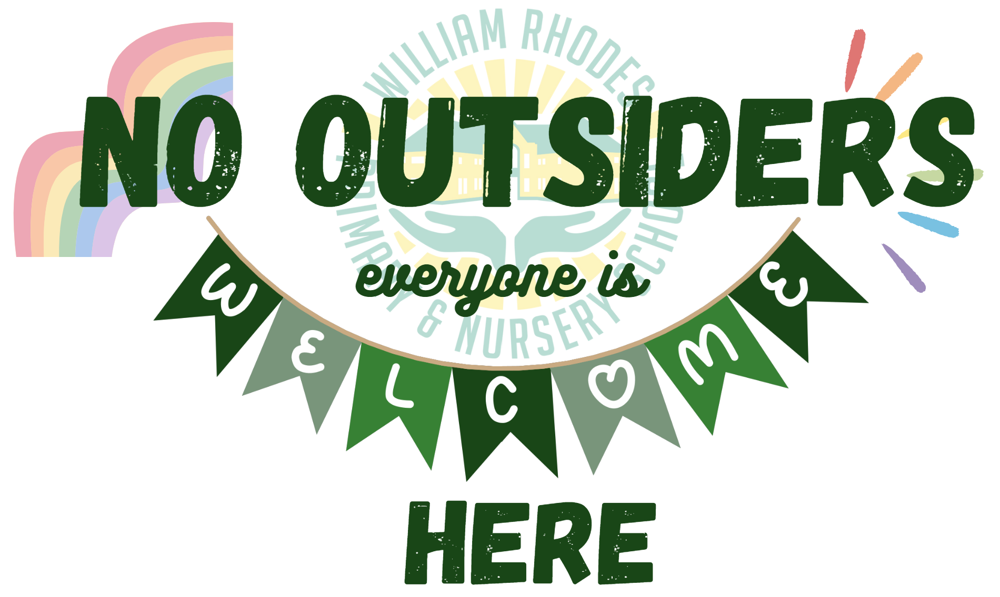 WILLIAM RHODES
PRIMARY & NURSERY SCHOOL
NO OUTSIDERS
everyone is
WELCOME
HERE